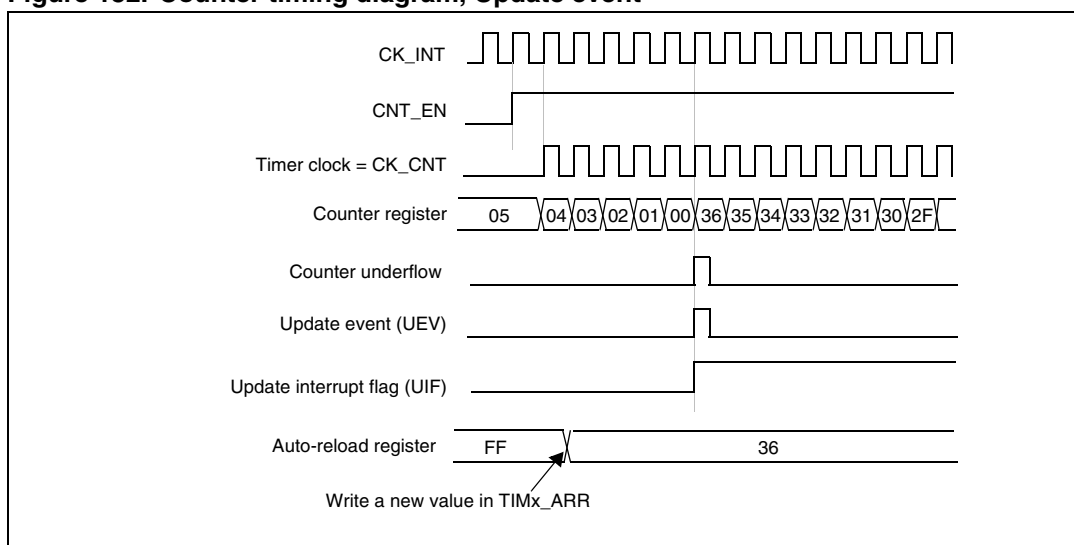 CK_INT
CNT_EN
Timer clock = CK_CNT
Counter register 05 04 03 02 01 00 36 35 34 33 32 31 30 2F
Counter underflow
Update event (UEV)
Update interrupt flag (UIF)
Auto-reload register FF 36
Write a new value in TIMx_ARR